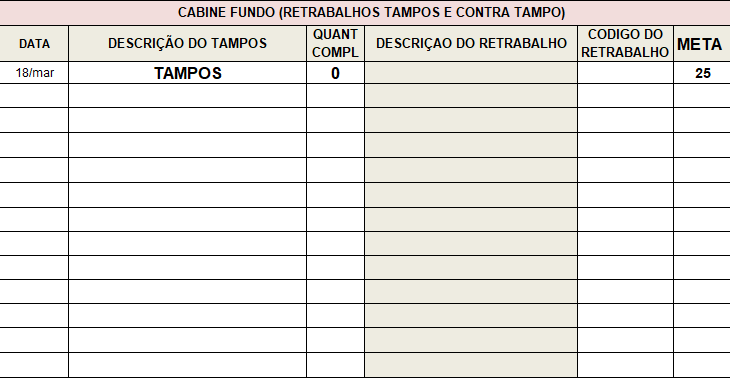 CABINE FUNDO (RETRABALHOS TAMPOS E CONTRA TAMPO)
DATA DESCRIÇÃO DO TAMPOS QUANT COMPL DESCRIÇAO DO RETRABALHO CODIGO DO RETRABALHO META
18/mar TAMPOS 0 25